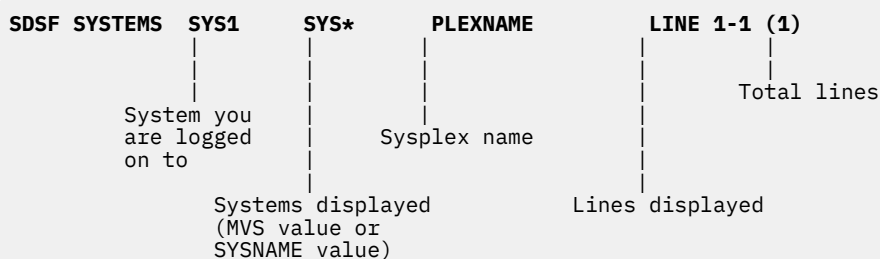 SDSF SYSTEMS SYS1 SYS* PLEXNAME LINE 1-1 (1)
Total lines
System you
are logged
on to
Sysplex name
Systems displayed
(MVS value or
SYSNAME value)
Lines displayed